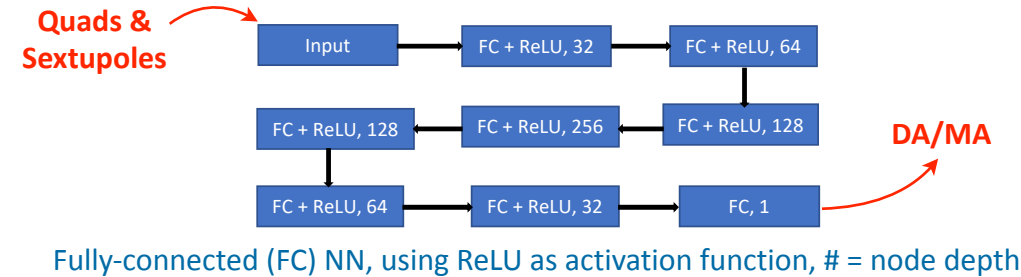 Quads &
Sextupoles
Input
FC + ReLU, 32
FC + ReLU, 64
FC + ReLU, 128
FC + ReLU, 256
FC + ReLU, 128
FC + ReLU, 64
FC + ReLU, 32
FC, 1
DA/MA
Fully-connected (FC) NN, using ReLU as activation function, # = node depth